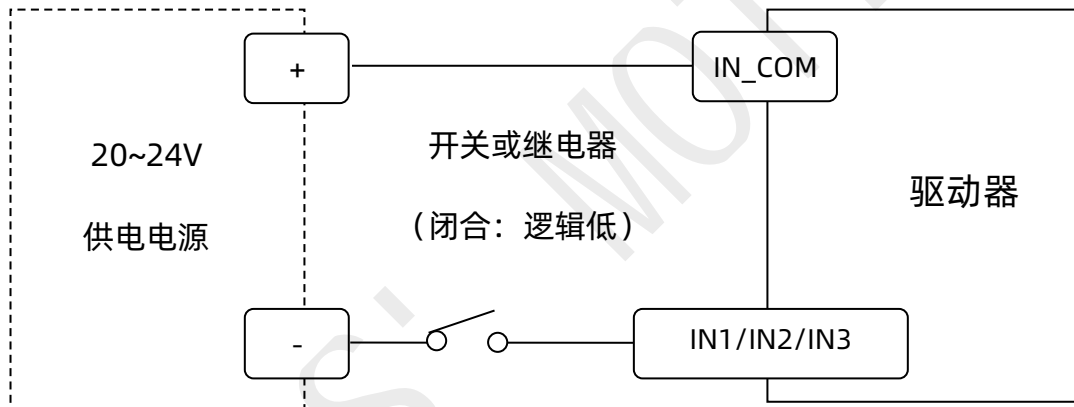 +
IN_COM
20~24V
供电电源
开关或继电器
（闭合：逻辑低）
驱动器
-
IN1/IN2/IN3
S' MOT